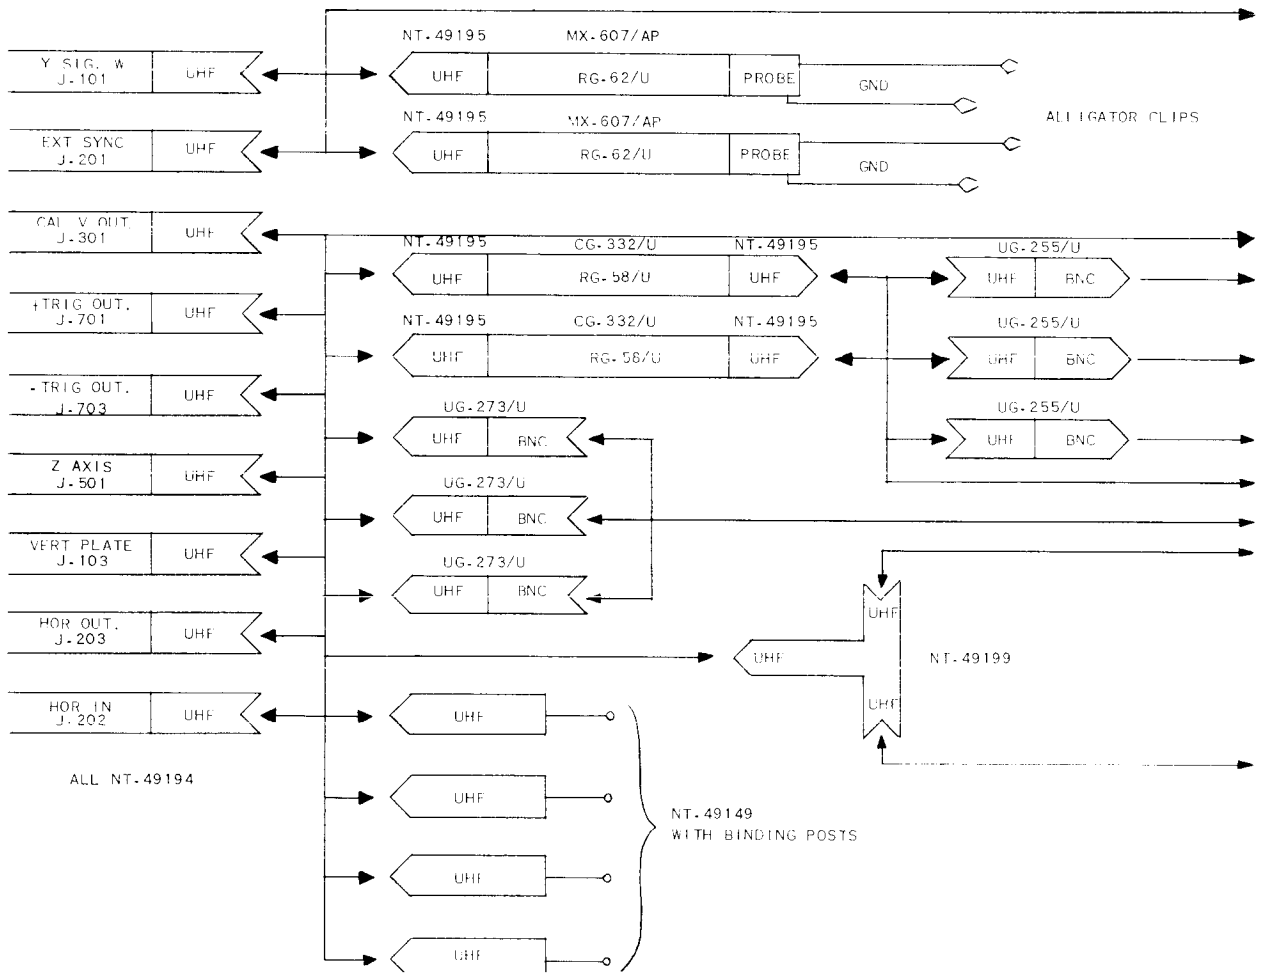 NT-49195 MX-607/AP
Y SIG. W
J-101
UHF
UHF RG-62/U PROBE
GND
ALLIGATOR CLIPS
NT-49195 MX-607/AP
EXT SYNC
J-201
UHF
UHF RG-62/U PROBE
GND
CAL V OUT.
J-301
UHF
NT-49195 CG-332/U NT-49195 UG-255/U
UHF RG-58/U UHF UHF BNC
+TRIG OUT.
J-701
UHF
NT-49195 CG-332/U NT-49195 UG-255/U
UHF RG-58/U UHF UHF BNC
-TRIG OUT.
J-703
UHF
UG-273/U UG-255/U
UHF BNC UHF BNC
Z AXIS
J-501
UHF
UG-273/U
UHF BNC
VERT PLATE
J-103
UHF
UG-273/U
UHF BNC
HOR OUT.
J-203
UHF
UHF
UHF
UHF
NT-49199
HOR IN
J-202
UHF
UHF
ALL NT-49194
UHF
NT-49149
WITH BINDING POSTS
UHF
UHF